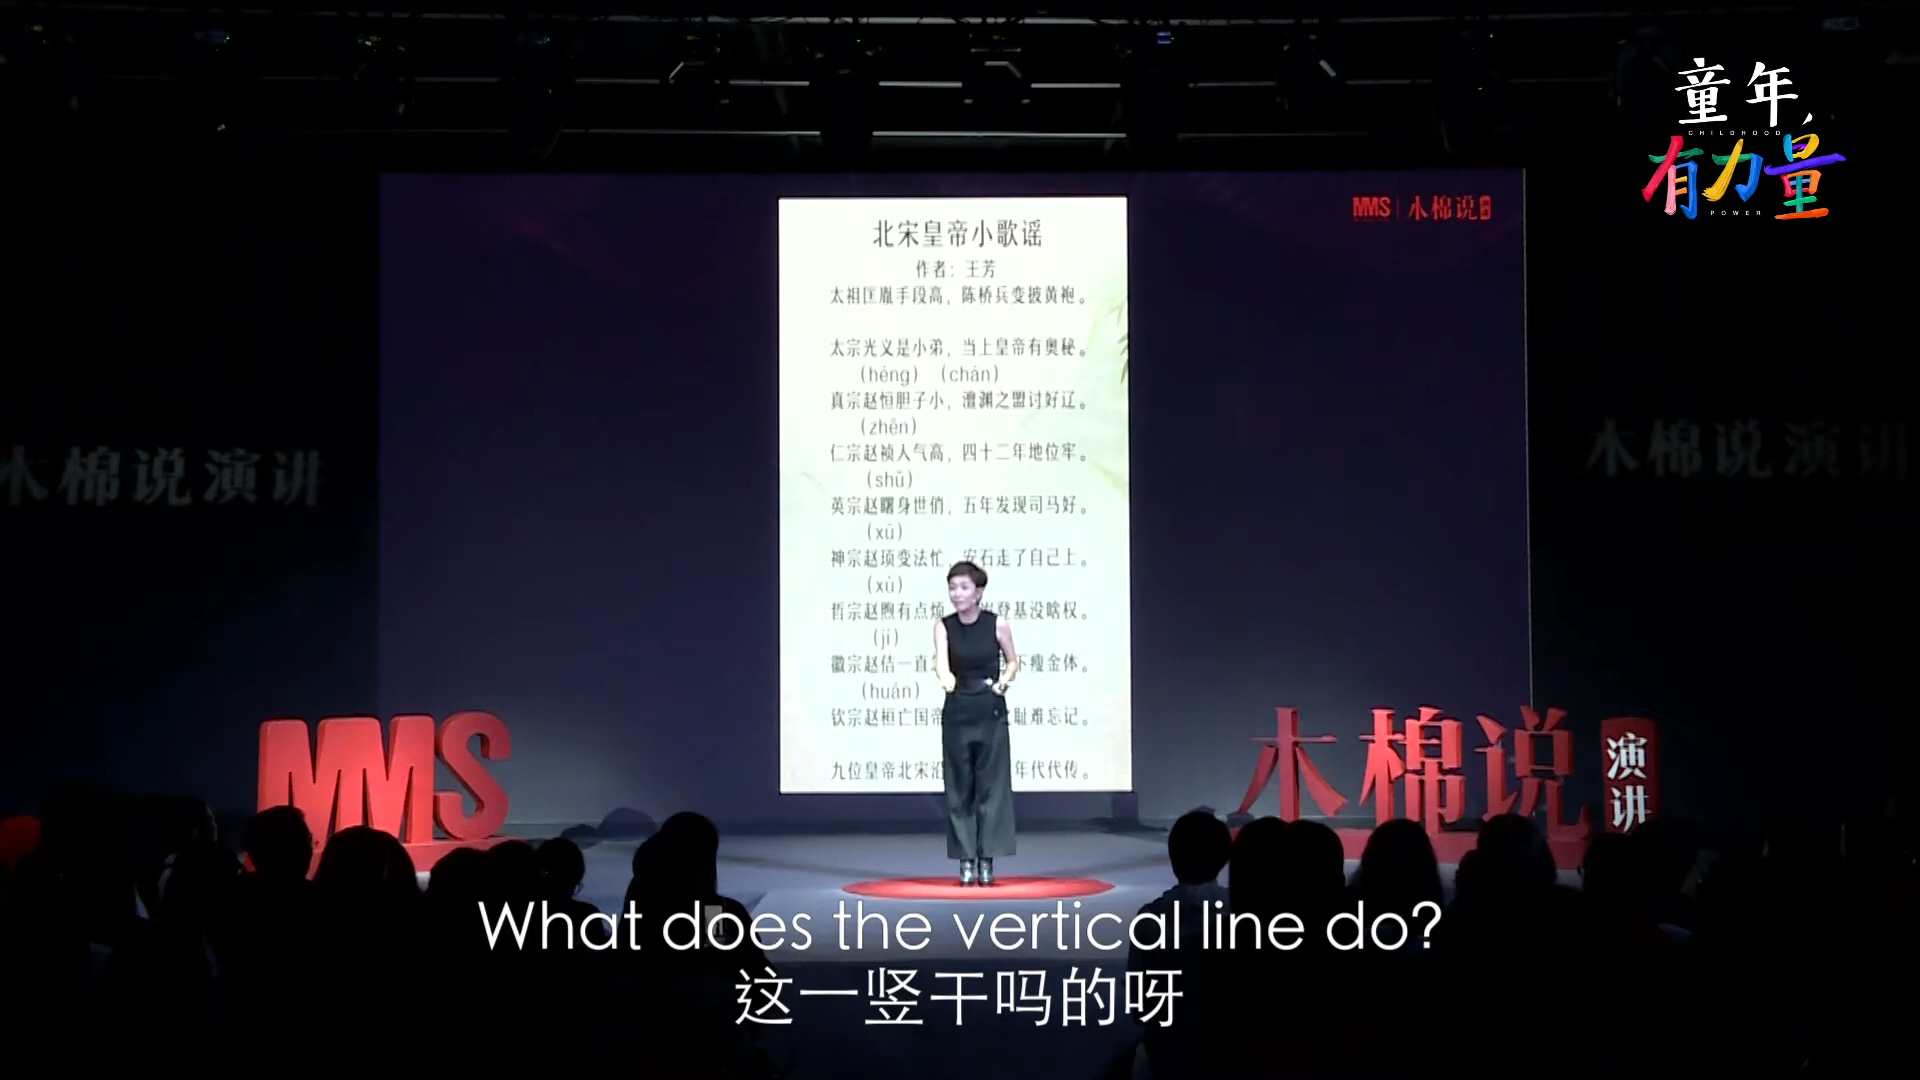 童年,
CHILDHOOD
有力量
POWER
MMS 木棉说演讲
北宋皇帝小歌谣
作者：王芳
太祖匡胤手段高，陈桥兵变披黄袍。
太宗光义是小弟，当上皇帝有奥秘。
(héng) (chán)
真宗赵恒胆子小，澶渊之盟讨好辽。
(zhēn)
仁宗赵祯人气高，四十二年地位牢。
(shǔ)
英宗赵曙身世俏，五年发现司马好。
(xū)
神宗赵顼变法忙，安石走了自己上。
(xù)
哲宗赵煦有点烦 岁登基没啥权。
(jí)
徽宗赵佶一直 下瘦金体。
(huán)
钦宗赵桓亡国帝 之耻难忘记。
九位皇帝北宋沿 年代代传。
木棉说演讲
木棉说演讲
MMS
木棉说
演讲
What does the vertical line do?
这一竖干吗的呀